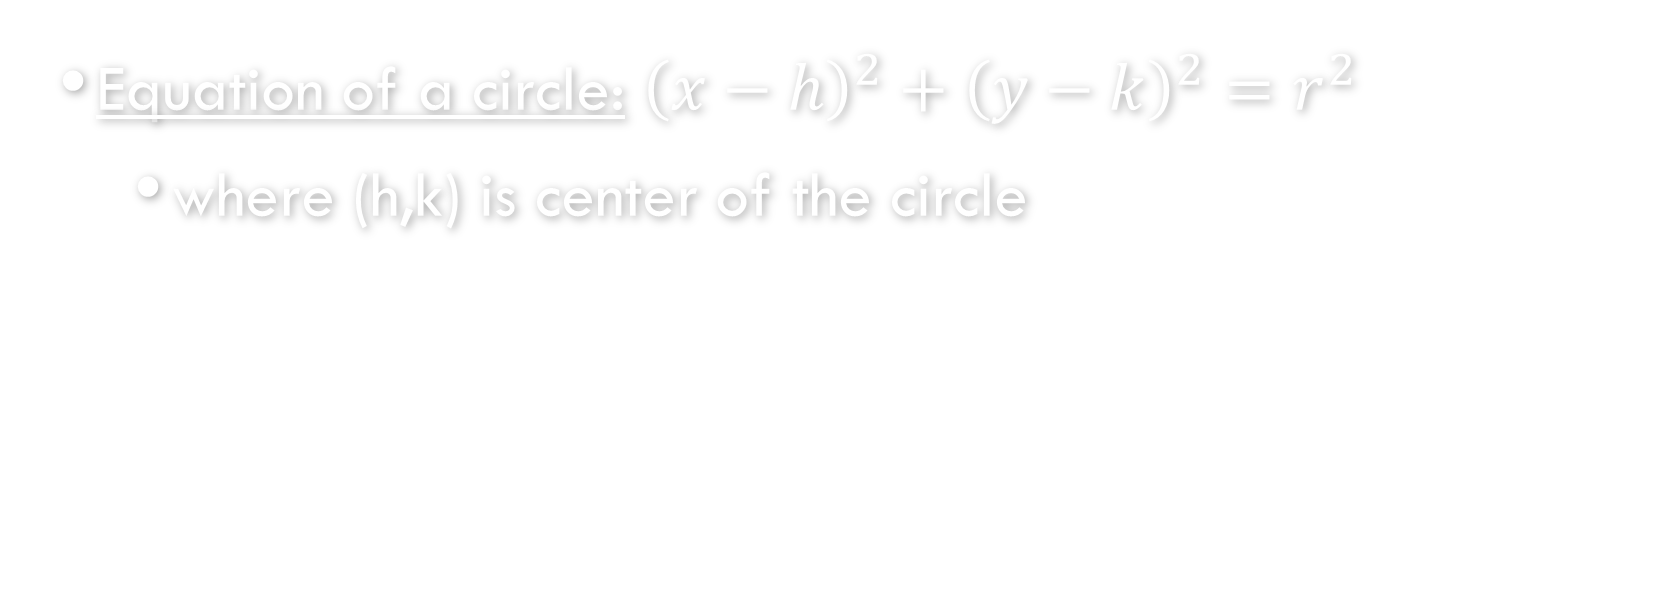 • Equation of a circle: (x − h)² + (y − k)² = r²
• where (h,k) is center of the circle